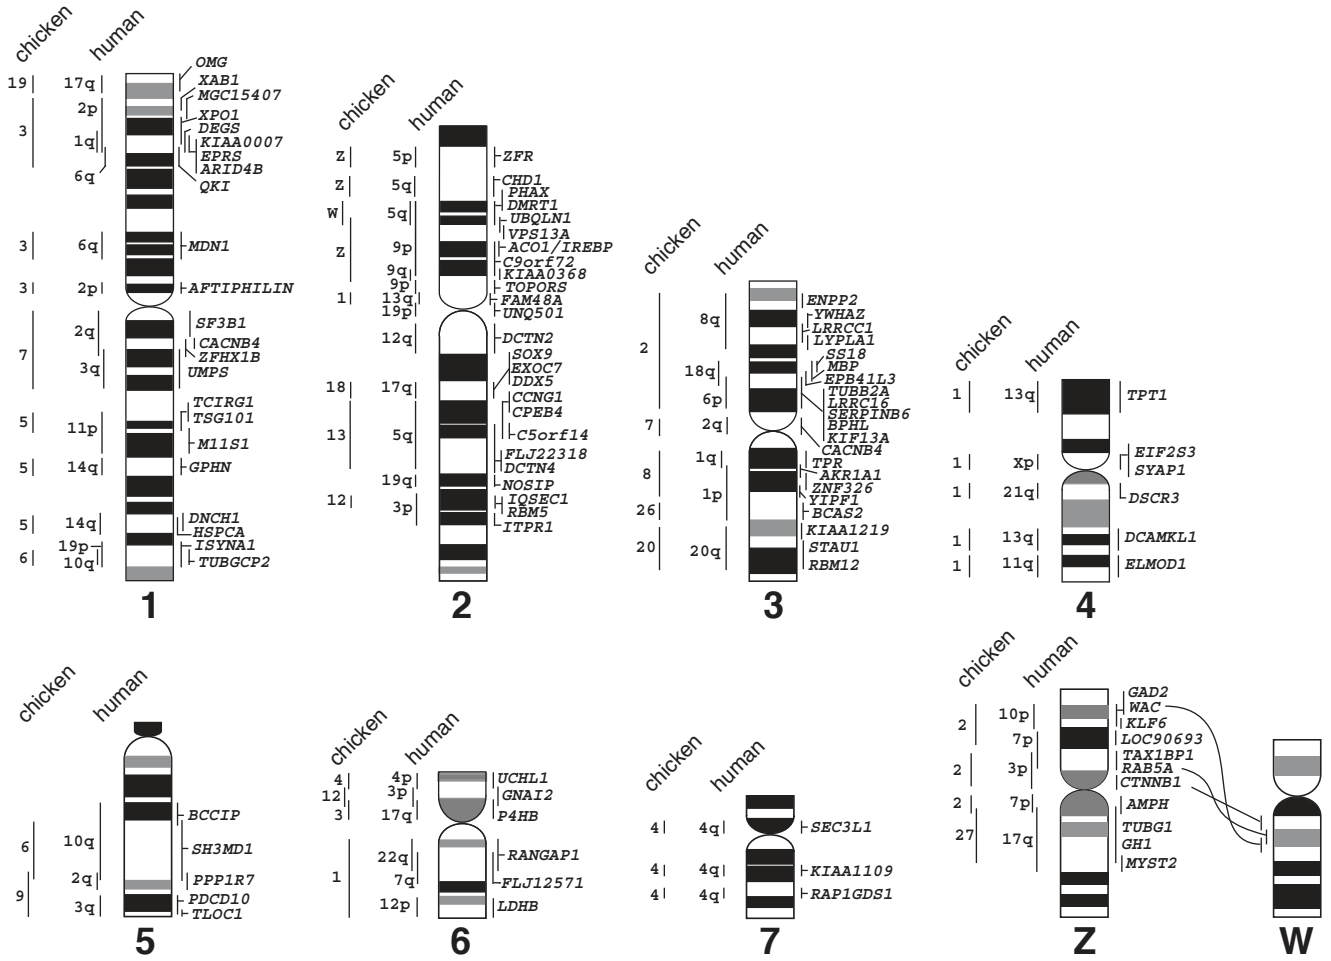 chicken
human
19
17q
OMG
XAB1
MGC15407
2p
XPO1
DEGS
3
1q
KIAA0007
EPRS
ARID4B
6q
QKI
3
6q
MDN1
3
2p
AFTIPHILIN
SF3B1
2q
CACNB4
7
ZFHX1B
3q
UMPS
TCIRG1
5
TSG101
11p
M11S1
5
14q
GPHN
5
14q
DNCH1
HSPCA
19p
ISYNA1
6
10q
TUBGCP2
1
chicken
human
Z
5p
ZFR
Z
5q
CHD1
PHAX
W
5q
DMRT1
UBQLN1
VPS13A
Z
9p
ACO1/IREBP
C9orf72
9q
KIAA0368
9p
TOPORS
1
13q
FAM48A
19p
UNQ501
12q
DCTN2
SOX9
EXOC7
18
17q
DDX5
CCNG1
CPEB4
13
5q
C5orf14
FLJ22318
DCTN4
19q
NOSIP
12
3p
IQSEC1
RBM5
ITPR1
2
chicken
human
ENPP2
8q
YWHAZ
LRRCC1
LYPLA1
2
SS18
18q
MBP
EPB41L3
6p
TUBB2A
LRRC16
SERPINB6
7
2q
BPHL
KIF13A
CACNB4
1q
TPR
8
AKR1A1
1p
ZNF326
YIPF1
26
BCAS2
KIAA1219
20
20q
STAU1
RBM12
3
chicken
human
1
13q
TPT1
1
Xp
EIF2S3
SYAP1
1
21q
DSCR3
1
13q
DCAMKL1
1
11q
ELMOD1
4
chicken
human
BCCIP
6
10q
SH3MD1
2q
PPP1R7
9
3q
PDCD10
TLOC1
5
chicken
human
4
4p
UCHL1
12
3p
GNAI2
3
17q
P4HB
22q
RANGAP1
1
7q
FLJ12571
12p
LDHB
6
chicken
human
4
4q
SEC3L1
4
4q
KIAA1109
4
4q
RAP1GDS1
7
chicken
human
GAD2
2
10p
WAC
KLF6
7p
LOC90693
TAX1BP1
2
3p
RAB5A
CTNNB1
2
7p
AMPH
27
17q
TUBG1
GH1
MYST2
Z
W